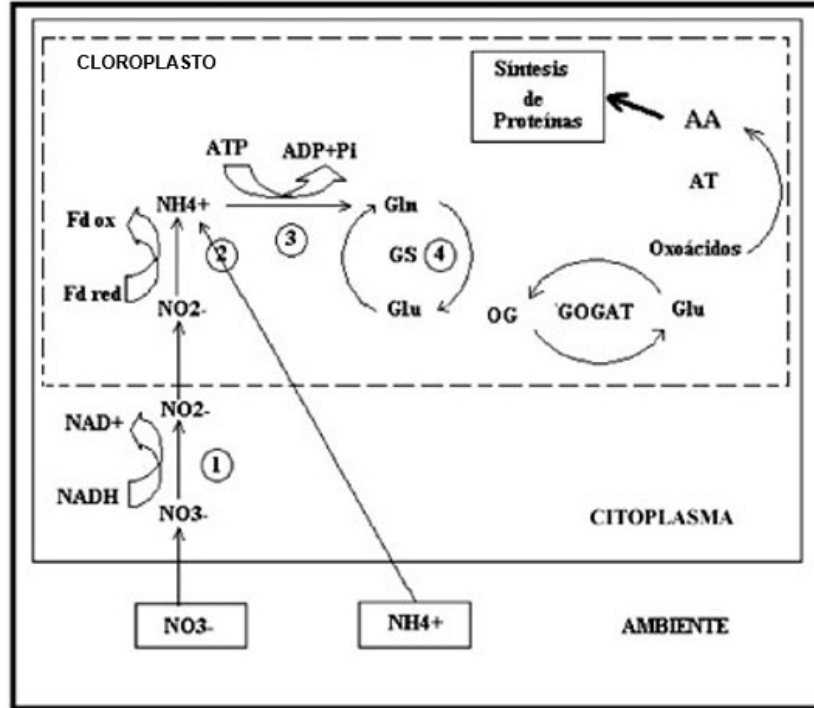 CLOROPLASTO
Síntesis
de
Proteínas
AA
ATP
ADP+Pi
AT
Fd ox
NH4+
3
Gln
2
GS
4
Oxoácidos
Fd red
NO2-
Glu
OG
'GOGAT
Glu
NO2-
NAD+
1
NADH
NO3-
CITOPLASMA
NO3-
NH4+
AMBIENTE